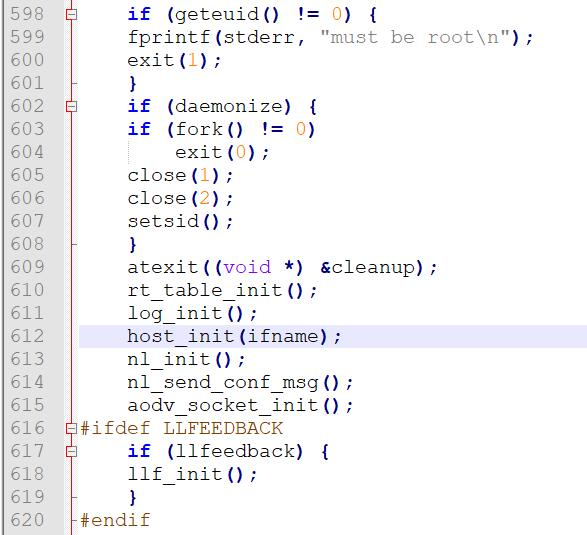 598 if (geteuid() != 0) {
599 fprintf(stderr, "must be root\n");
600 exit(1);
601 }
602 if (daemonize) {
603 if (fork() != 0)
604 exit(0);
605 close(1);
606 close(2);
607 setsid();
608 }
609 atexit((void *) &cleanup);
610 rt_table_init();
611 log_init();
612 host_init(ifname);
613 nl_init();
614 nl_send_conf_msg();
615 aodv_socket_init();
616 #ifdef LLFEEDBACK
617 if (llfeedback) {
618 llf_init();
619 }
620 #endif